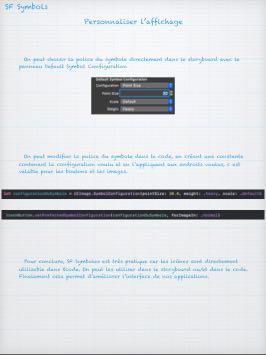 SF Symbols
Personnaliser l'affichage
On peut choisir la police du symbole directement dans le storyboard avec le
panneau Default Symbol Configuration
Default Symbol Configuration
Configuration Point Size
Point Size 30
Scale Default
Weight Heavy
On peut modifier la police du symbole dans le code, en créant une constante
contenant la configuration voulu et en l'appliquant aux endroits voulus, c est
valable pour les boutons et les images.
let configurationDuSymbole = UIImage.SymbolConfiguration(pointSize: 30.0, weight: .heavy, scale: .default)
.setPreferredSymbolConfiguration(configurationDuSymbole, forImageIn: .normal)
Pour conclure, SF Symboles est très pratique car les icônes sont directement
utilisable dans Xcode. On peut les utiliser dans le storyboard ou/et dans le code.
Finalement cela permet d'améliorer l'interface de nos applications.